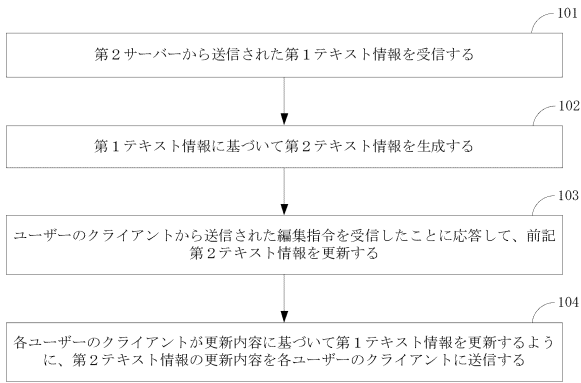 101
第２サーバーから送信された第１テキスト情報を受信する
102
第１テキスト情報に基づいて第２テキスト情報を生成する
103
ユーザーのクライアントから送信された編集指令を受信したことに応答して、前記
第２テキスト情報を更新する
104
各ユーザーのクライアントが更新内容に基づいて第１テキスト情報を更新するよう
に、第２テキスト情報の更新内容を各ユーザーのクライアントに送信する